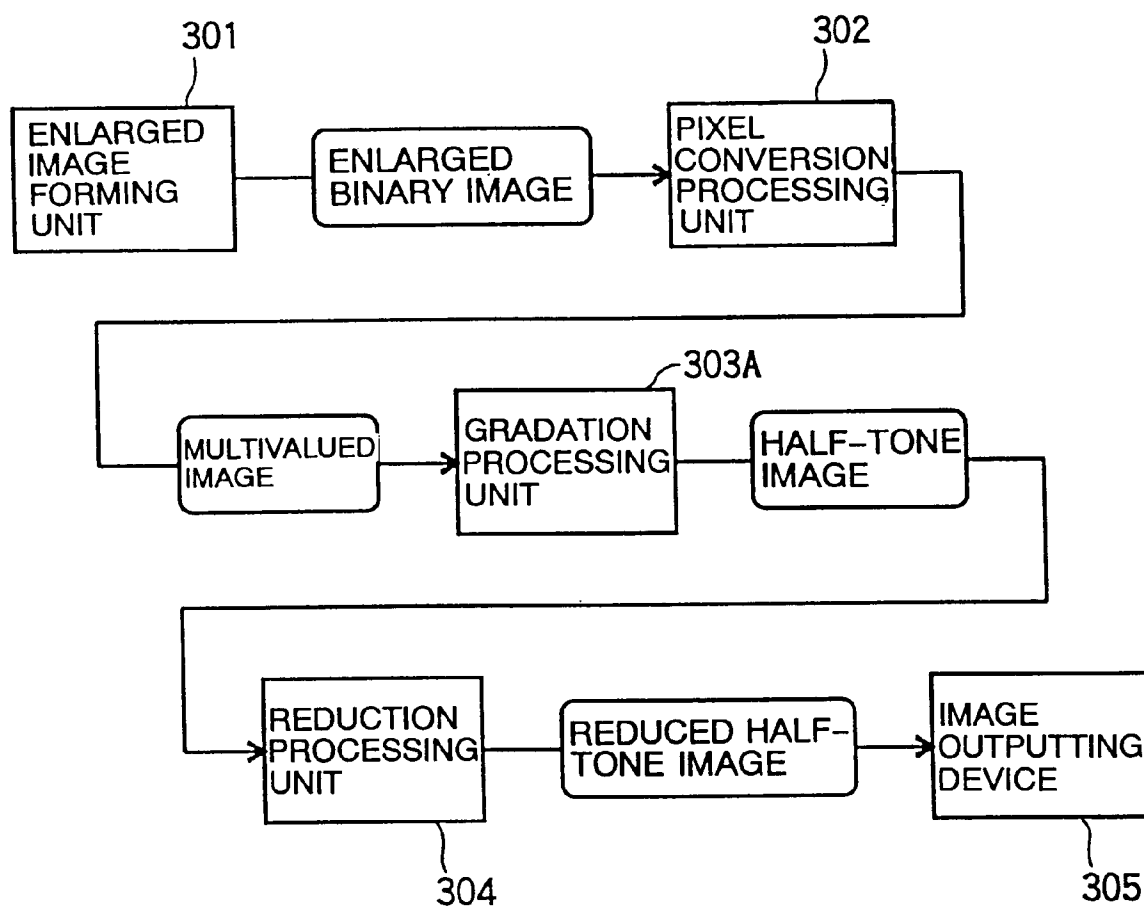 301
302
ENLARGED
IMAGE
FORMING
UNIT
ENLARGED
BINARY IMAGE
PIXEL
CONVERSION
PROCESSING
UNIT
303A
MULTIVALUED
IMAGE
GRADATION
PROCESSING
UNIT
HALF-TONE
IMAGE
REDUCTION
PROCESSING
UNIT
REDUCED HALF-
TONE IMAGE
IMAGE
OUTPUTTING
DEVICE
304
305